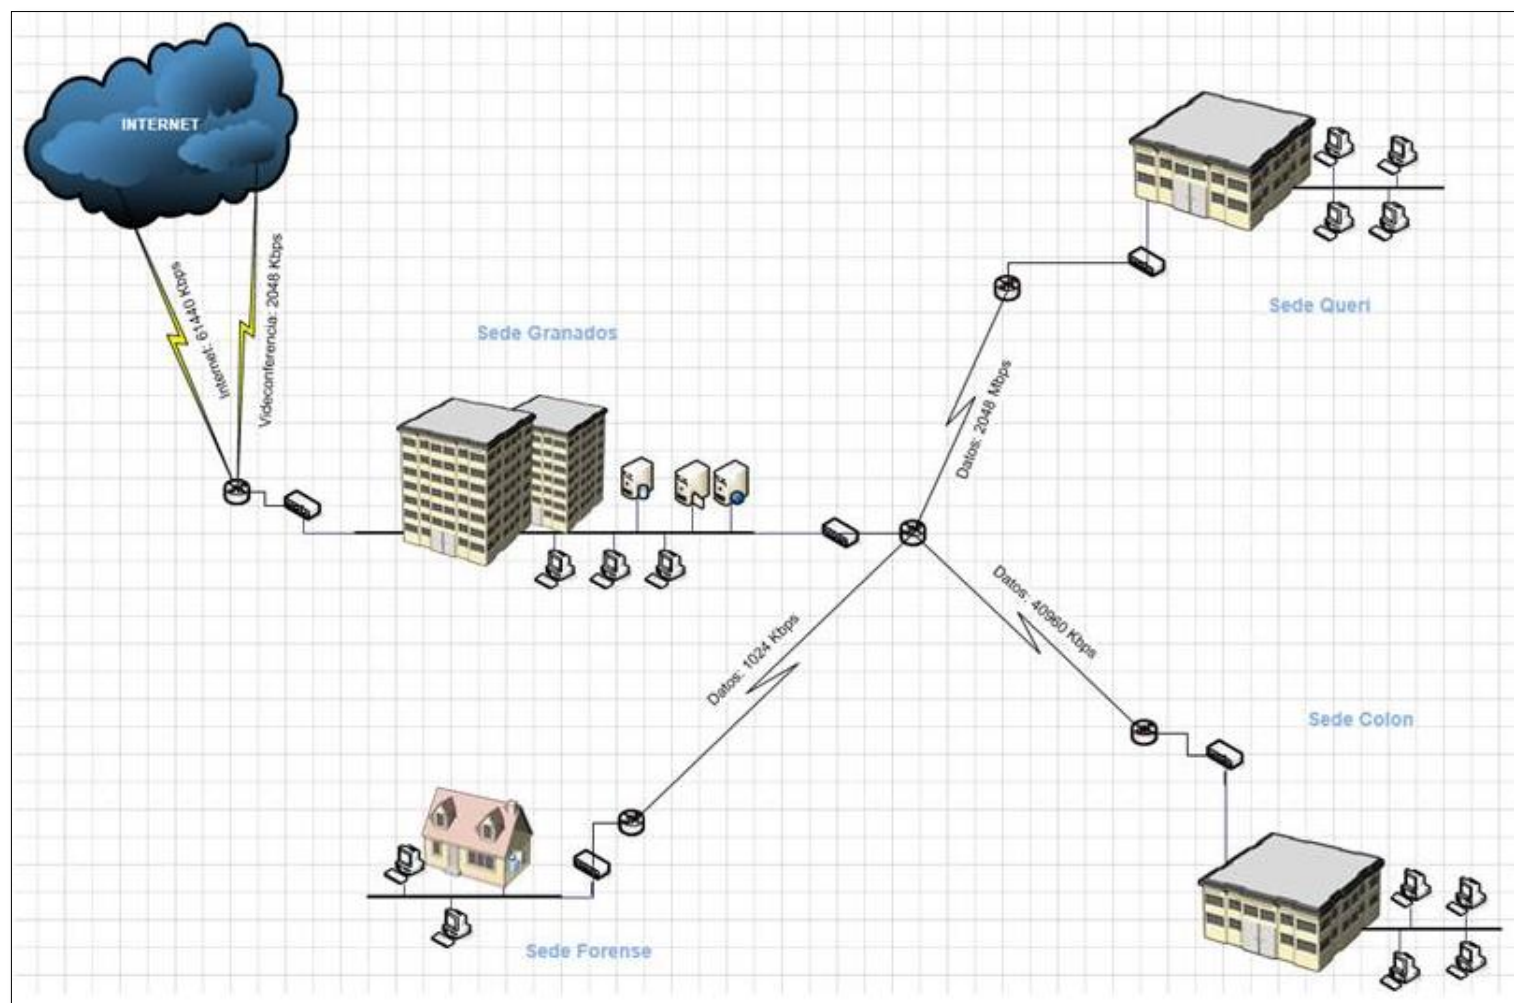 INTERNET
Internet: 61440 Kbps
Videconferencia: 2048 Kbps
Sede Granados
Sede Queri
Datos: 2048 Mbps
Datos: 1024 Kbps
Datos: 40960 Kbps
Sede Colon
Sede Forense